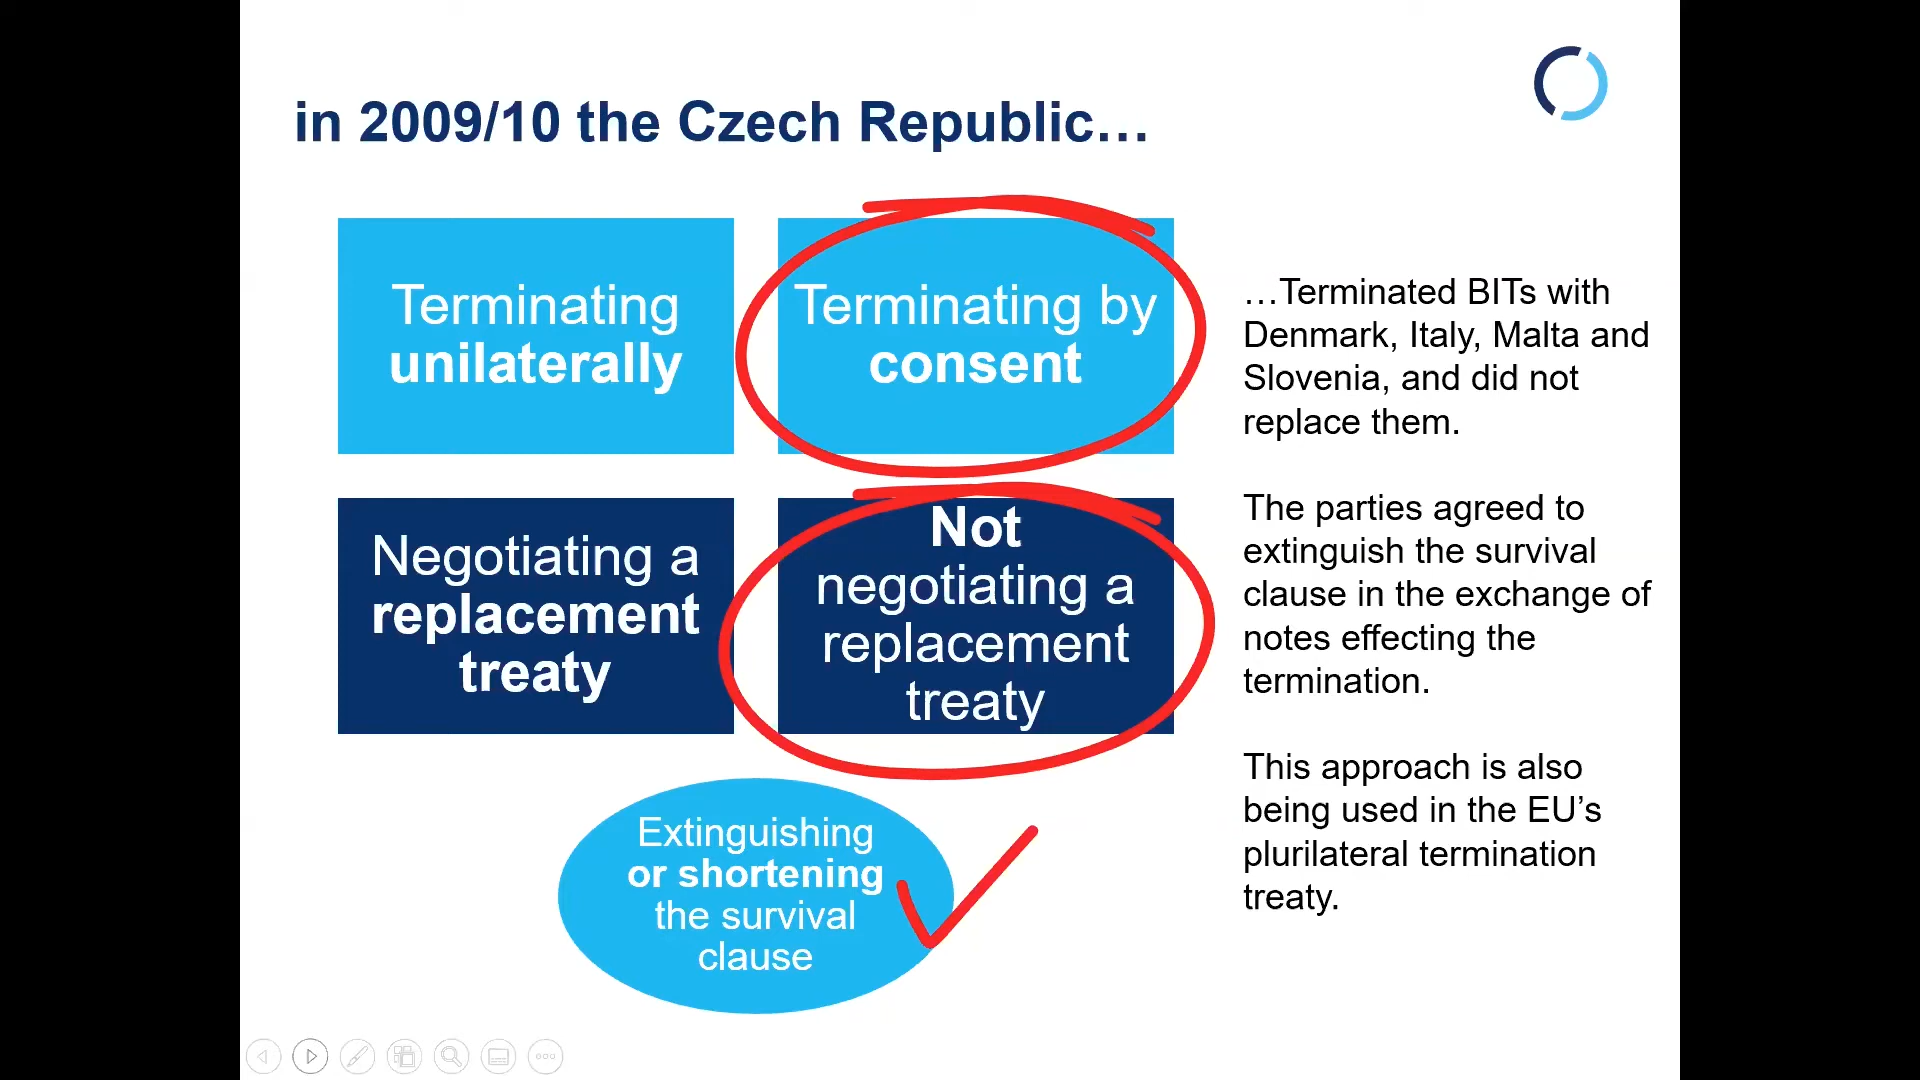 in 2009/10 the Czech Republic…
Terminating
unilaterally
Terminating by
consent
Negotiating a
replacement
treaty
Not
negotiating a
replacement
treaty
Extinguishing
or shortening
the survival
clause
…Terminated BITs with
Denmark, Italy, Malta and
Slovenia, and did not
replace them.
The parties agreed to
extinguish the survival
clause in the exchange of
notes effecting the
termination.
This approach is also
being used in the EU’s
plurilateral termination
treaty.